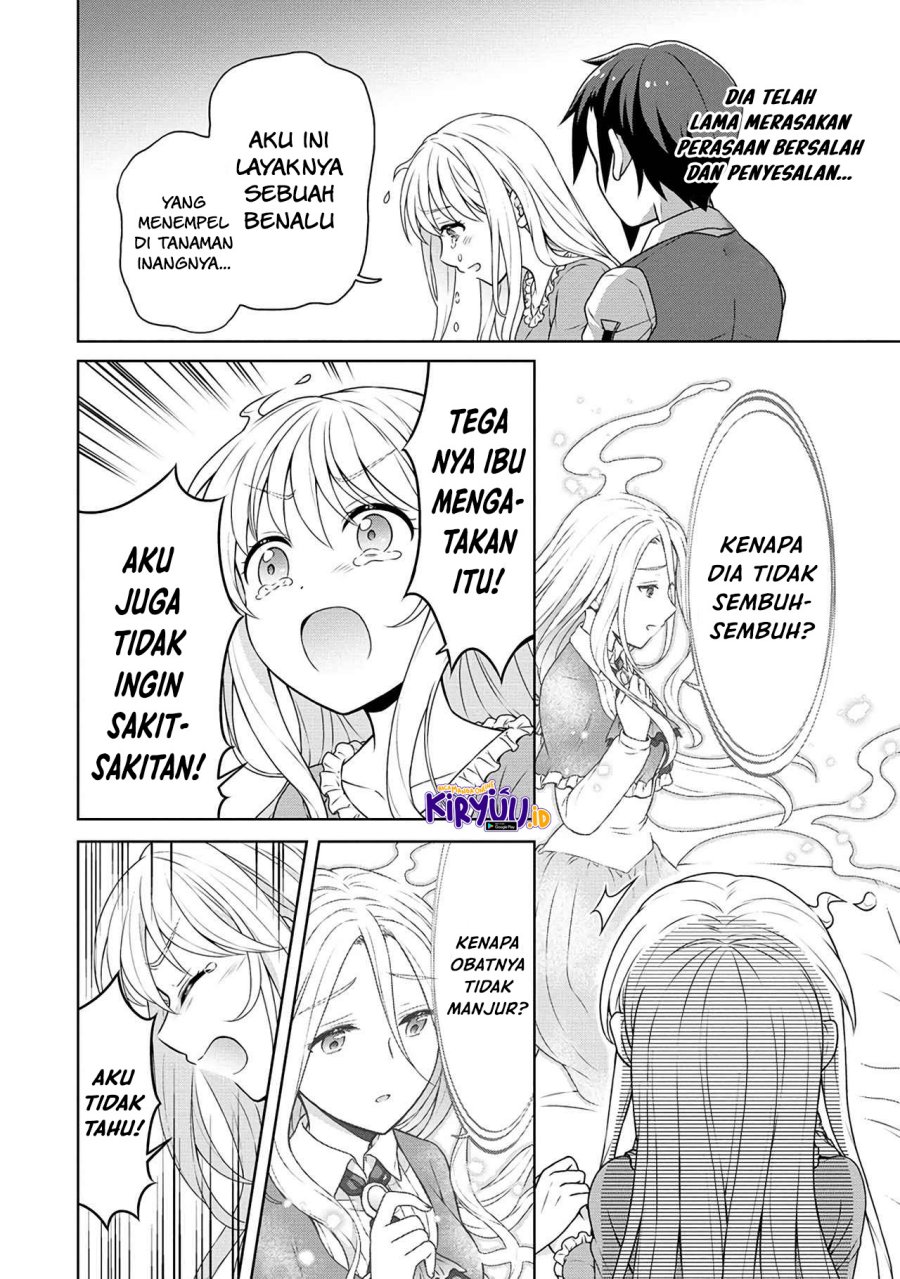 DIA TELAH
LAMA MERASAKAN
PERASAAN BERSALAH
DAN PENYESALAN...
AKU INI
LAYAKNYA
SEBUAH
BENALU
YANG
MENEMPEL
DI TANAMAN
INANGNYA...
KENAPA
DIA TIDAK
SEMBUH-
SEMBUH?
TEGA
NYA IBU
MENGA-
TAKAN
ITU!
AKU
JUGA
TIDAK
INGIN
SAKIT-
SAKITAN!
KIRYUU.ID
Google Play
KENAPA
OBATNYA
TIDAK
MANJUR?
AKU
TIDAK
TAHU!